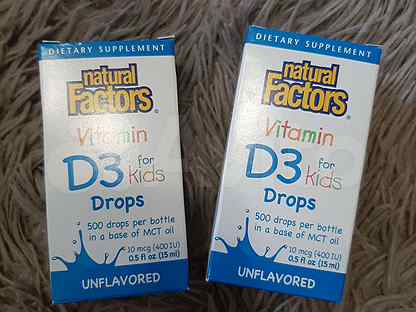 DIETARY SUPPLEMENT
natural
Factors®
Vitamin
D3 for
kids
Drops
500 drops per bottle
in a base of MCT oil
10 mcg (400 IU)
0.5 fl oz (15 ml)
UNFLAVORED
DIETARY SUPPLEMENT
natural
Factors®
Vitamin
D3 for
kids
Drops
500 drops per bottle
in a base of MCT oil
10 mcg (400 IU)
0.5 fl oz (15 ml)
UNFLAVORED